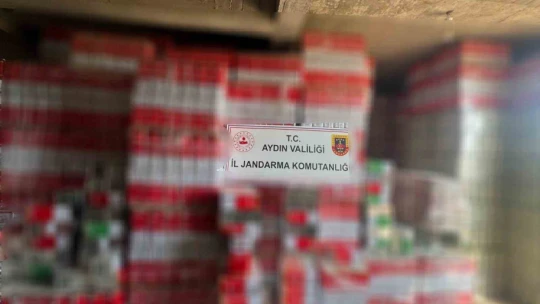 T.C.
AYDIN VALİLİĞİ
İL JANDARMA KOMUTANLIĞI